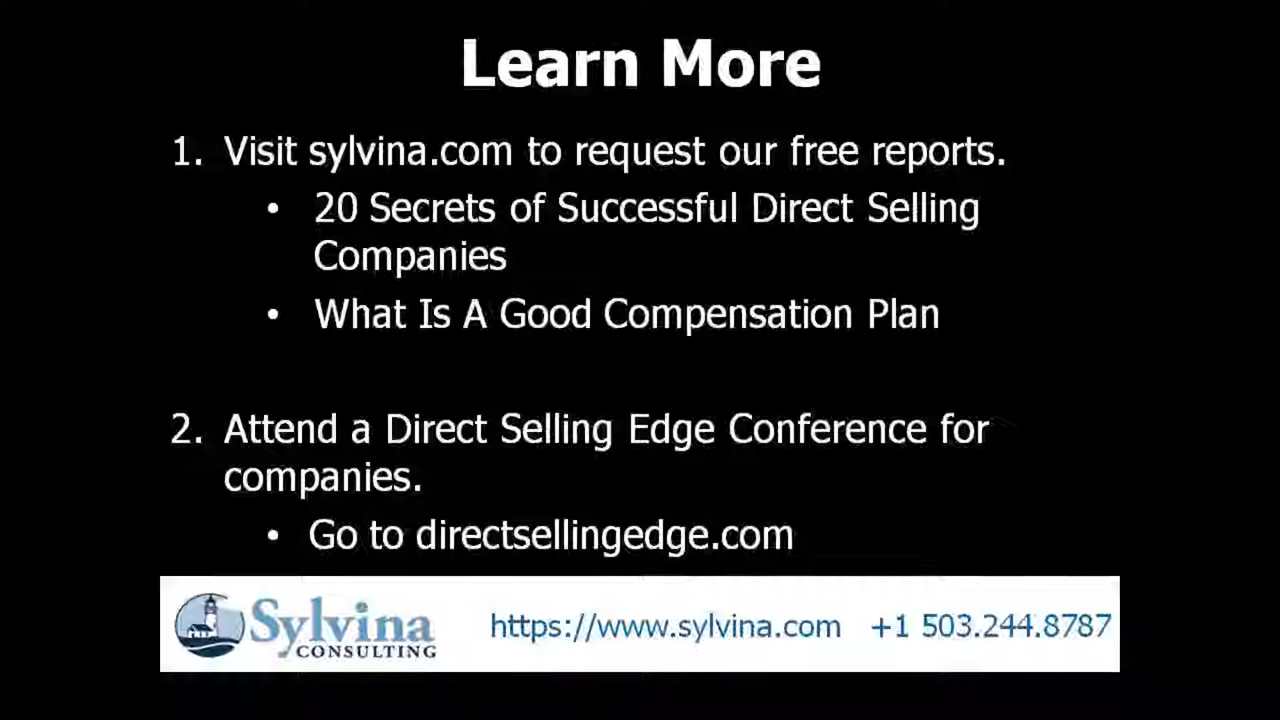 Learn More
1. Visit sylvina.com to request our free reports.
• 20 Secrets of Successful Direct Selling
Companies
• What Is A Good Compensation Plan
2. Attend a Direct Selling Edge Conference for
companies.
• Go to directsellingedge.com
Sylvina
CONSULTING
https://www.sylvina.com +1 503.244.8787